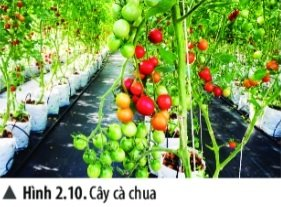 ▲ Hình 2.10. Cây cà chua